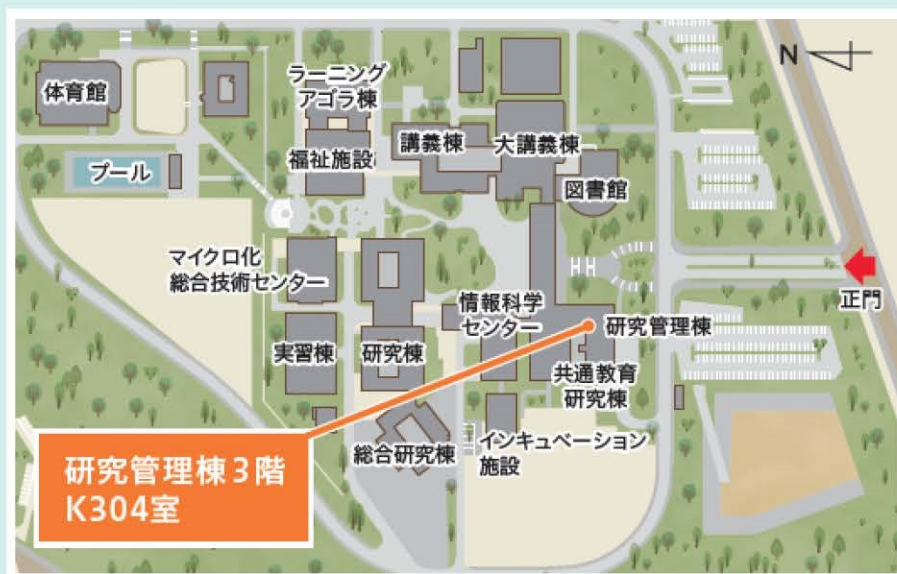 N
体育館
ラーニング
アゴラ棟
福祉施設
講義棟
大講義棟
図書館
プール
マイクロ化
総合技術センター
情報科学
センター
正門
研究管理棟
実習棟
研究棟
共通教育
研究棟
総合研究棟
インキュベーション
施設
研究管理棟3階
K304室